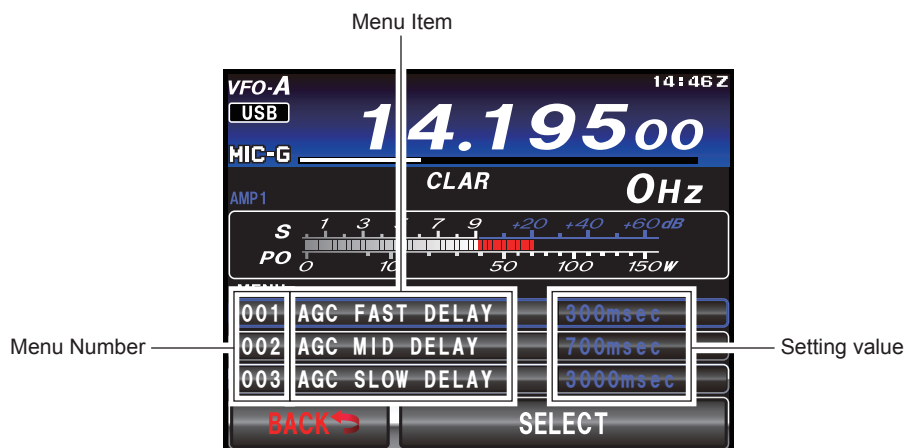 Menu Item
VFO-A 14:46Z
USB
14.19500
MIC-G
CLAR
AMP1 0Hz
S 1 3 7 9 +20 +40 +60dB
PO 0 10 50 100 150W
MENU
001 AGC FAST DELAY 300msec
Menu Number 002 AGC MID DELAY 700msec Setting value
003 AGC SLOW DELAY 3000msec
BACK SELECT